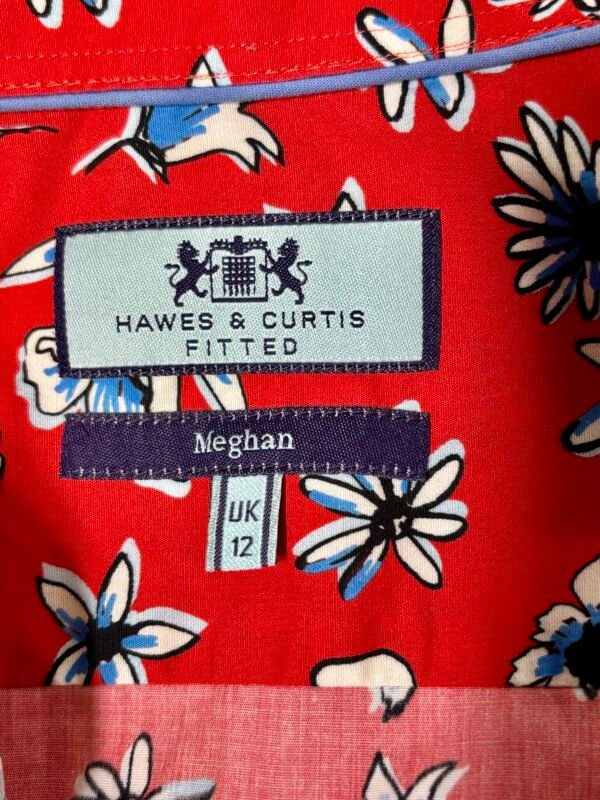 HAWES & CURTIS
FITTED
Meghan
UK
12